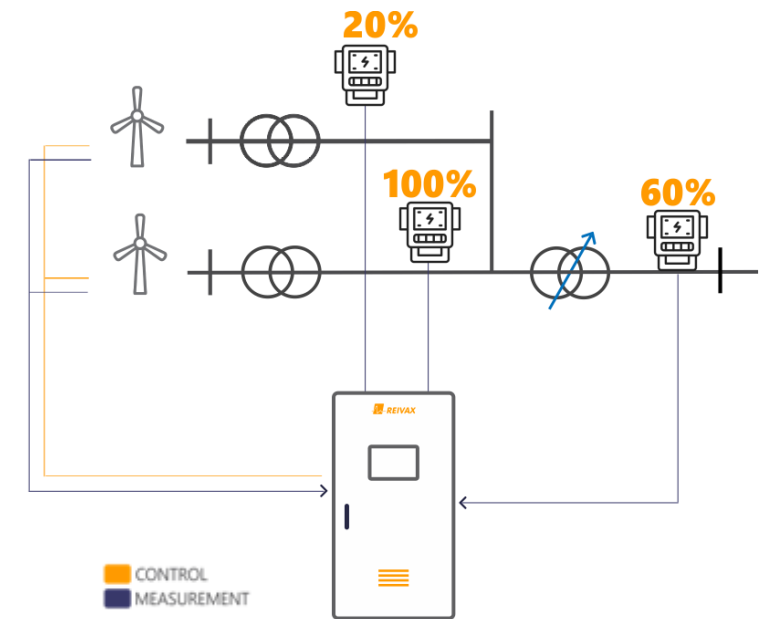 20%
100%
60%
REIVAX
CONTROL
MEASUREMENT